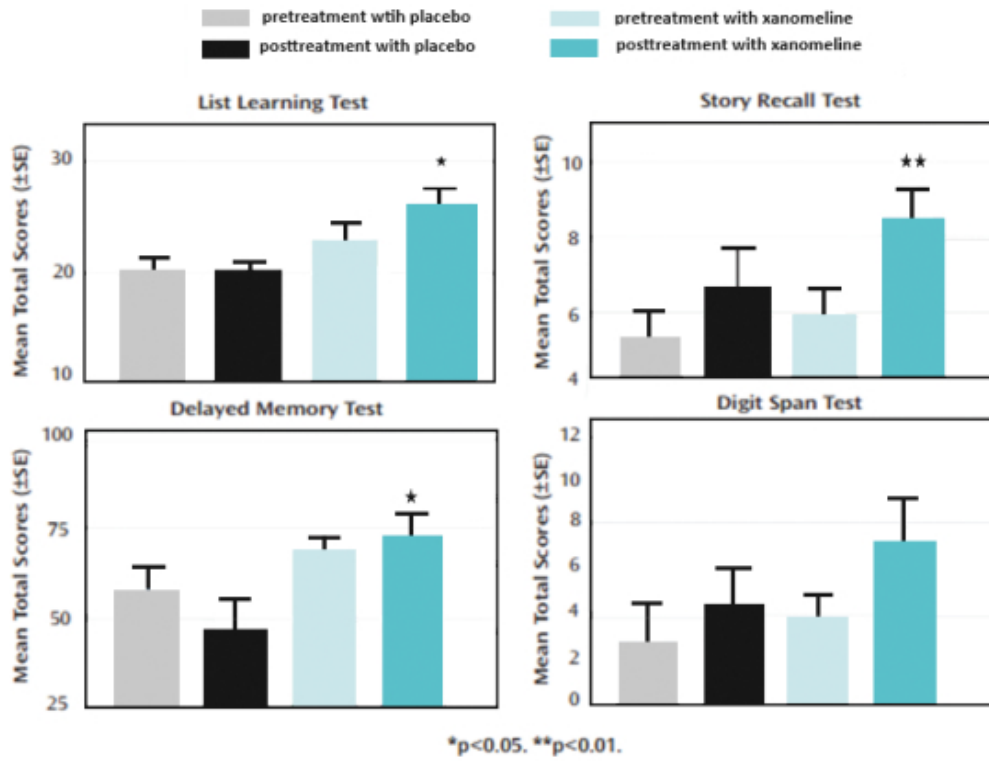 pretreatment wtih placebo
pretreatment with xanomeline
posttreatment with placebo
posttreatment with xanomeline
List Learning Test
Mean Total Scores (±SE)
30
20
10
*
Story Recall Test
Mean Total Scores (±SE)
10
8
6
4
**
Delayed Memory Test
Mean Total Scores (±SE)
100
75
50
25
*
Digit Span Test
Mean Total Scores (±SE)
12
10
8
6
4
2
0
*p<0.05. **p<0.01.